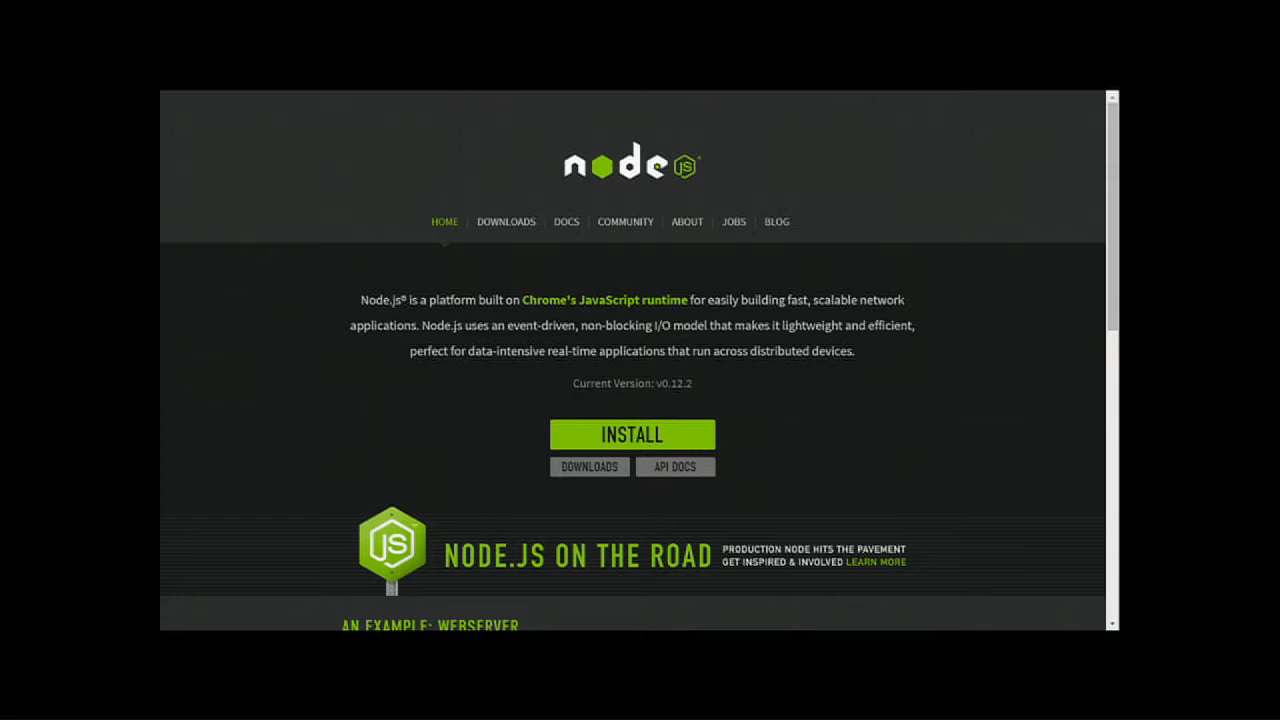 node JS
HOME DOWNLOADS DOCS COMMUNITY ABOUT JOBS BLOG
Node.js® is a platform built on Chrome's JavaScript runtime for easily building fast, scalable network
applications. Node.js uses an event-driven, non-blocking I/O model that makes it lightweight and efficient,
perfect for data-intensive real-time applications that run across distributed devices.
Current Version: v0.12.2
INSTALL
DOWNLOADS API DOCS
JS
NODE.JS ON THE ROAD
PRODUCTION NODE HITS THE PAVEMENT
GET INSPIRED & INVOLVED LEARN MORE
AN EXAMPLE: WEBSERVER